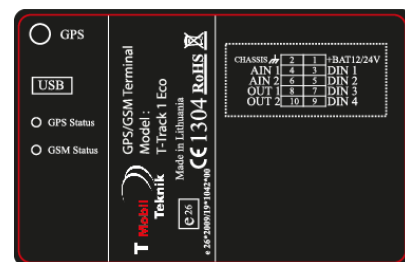 GPS
USB
GPS Status
GSM Status
GPS/GSM Terminal
Model :
T-Track 1 Eco
T Mobil
Teknik
Made in Lithuania
CE 1304 RoHS
e 26
e 26*2009/19*1042*00
CHASSIS 2 1 +BAT12/24V
AIN 1 4 3 DIN 1
AIN 2 6 5 DIN 2
OUT 1 8 7 DIN 3
OUT 2 10 9 DIN 4